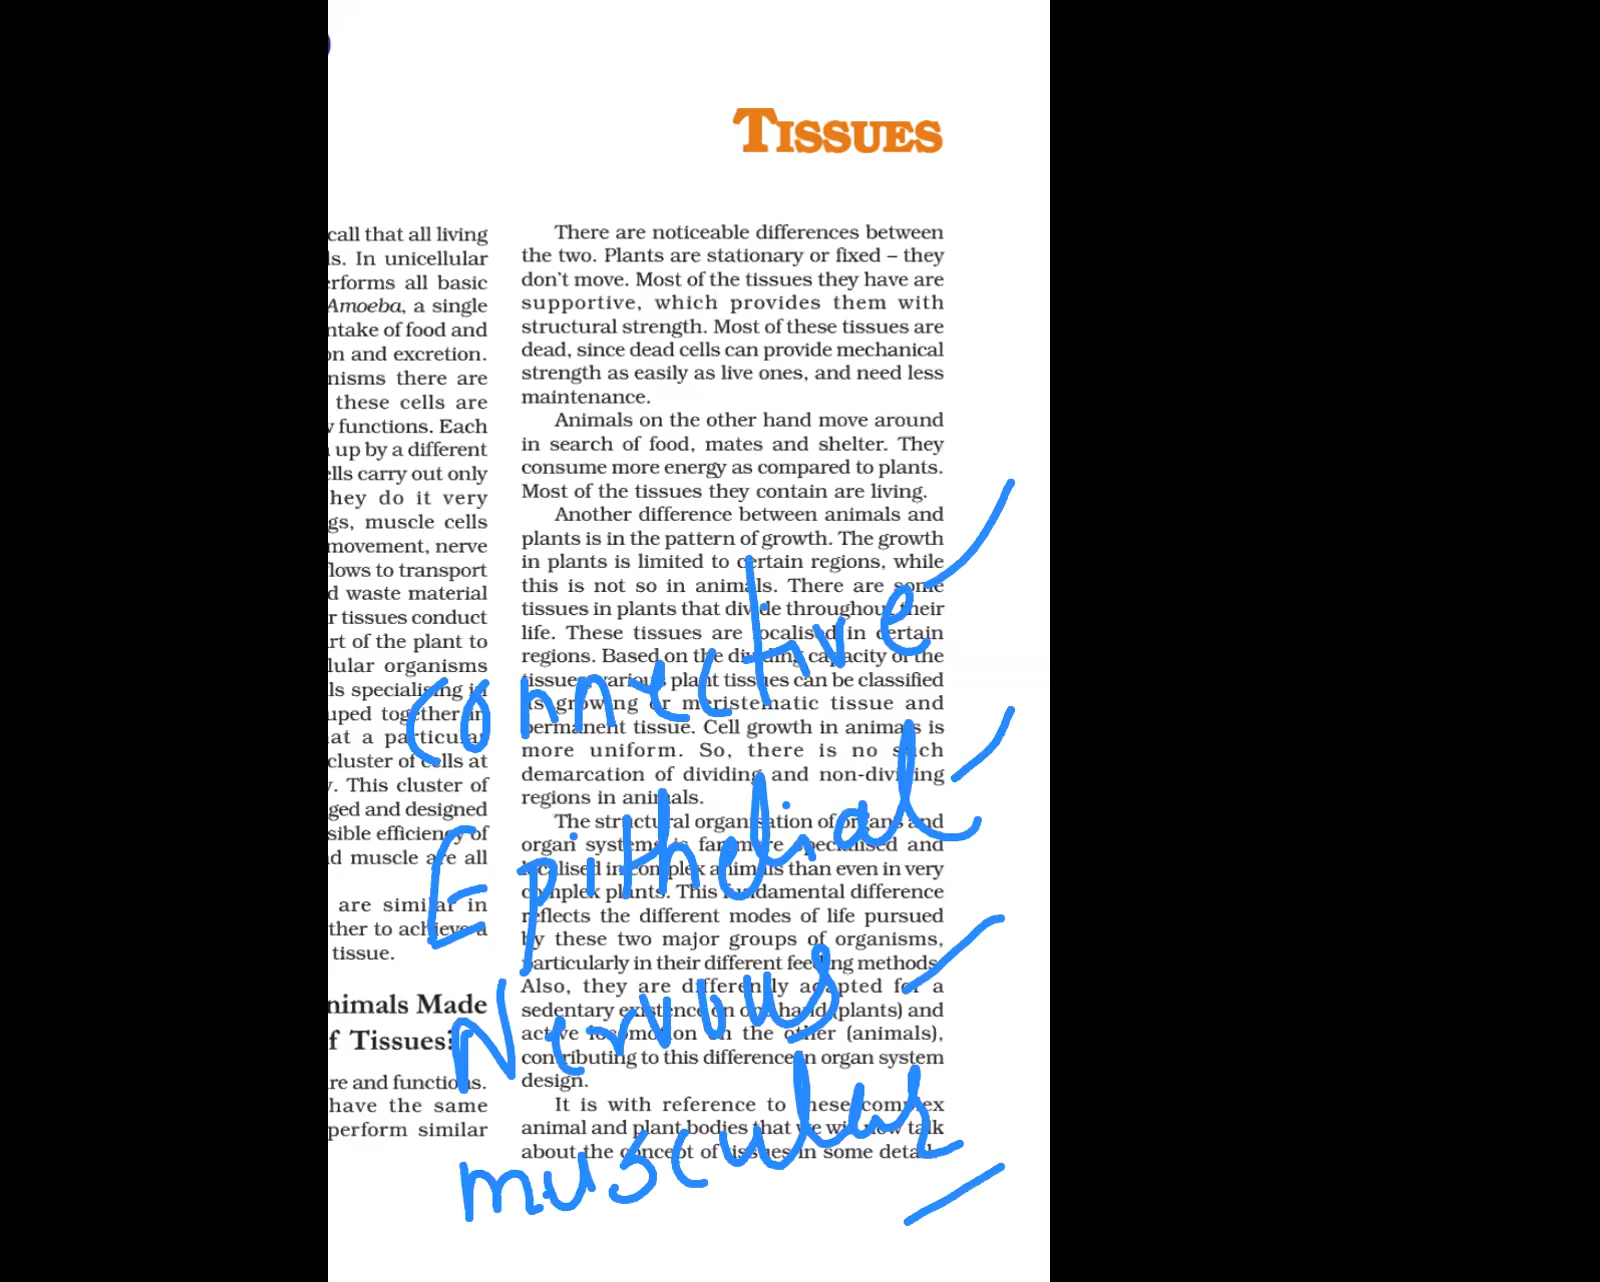 TISSUES
call that all living
ls. In unicellular
erforms all basic
Amoeba, a single
ntake of food and
on and excretion.
nisms there are
these cells are
functions. Each
up by a different
ells carry out only
hey do it very
gs, muscle cells
movement, nerve
flows to transport
d waste material
r tissues conduct
rt of the plant to
lular organisms
ls specialising in
uped together in
at a particular
cluster of cells at
y. This cluster of
ged and designed
sible efficiency of
d muscle are all
are similar in
ther to achieve a
tissue.
nimals Made
f Tissues?
re and functions.
have the same
perform similar
There are noticeable differences between
the two. Plants are stationary or fixed – they
don't move. Most of the tissues they have are
supportive, which provides them with
structural strength. Most of these tissues are
dead, since dead cells can provide mechanical
strength as easily as live ones, and need less
maintenance.
Animals on the other hand move around
in search of food, mates and shelter. They
consume more energy as compared to plants.
Most of the tissues they contain are living.
Another difference between animals and
plants is in the pattern of growth. The growth
in plants is limited to certain regions, while
this is not so in animals. There are some
tissues in plants that divide throughout their
life. These tissues are localised in certain
regions. Based on the dividing capacity of the
tissues, various plant tissues can be classified
as growing or meristematic tissue and
permanent tissue. Cell growth in animals is
more uniform. So, there is no such
demarcation of dividing and non-dividing
regions in animals.
The structural organisation of organs and
organ systems is far more specialised and
localised in complex animals than even in very
complex plants. This fundamental difference
reflects the different modes of life pursued
by these two major groups of organisms,
particularly in their different feeding methods.
Also, they are differently adapted for a
sedentary existence on one hand (plants) and
active locomotion on the other (animals),
contributing to this difference in organ system
design.
It is with reference to these complex
animal and plant bodies that we will now talk
about the concept of tissues in some detail.
connective
Epithelial
Nervous
muscular